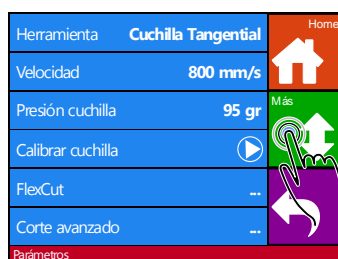 Home
Herramienta Cuchilla Tangential
Velocidad 800 mm/s
Presión cuchilla 95 gr
Más
Calibrar cuchilla
FlexCut ...
Corte avanzado ...
Parámetros